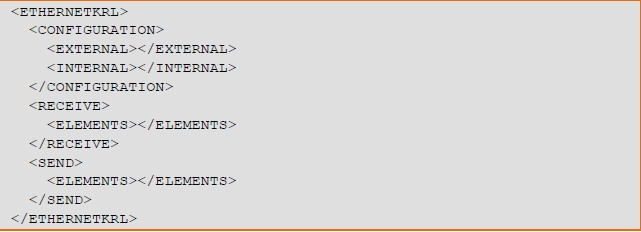 <ETHERNETKRL>
<CONFIGURATION>
<EXTERNAL></EXTERNAL>
<INTERNAL></INTERNAL>
</CONFIGURATION>
<RECEIVE>
<ELEMENTS></ELEMENTS>
</RECEIVE>
<SEND>
<ELEMENTS></ELEMENTS>
</SEND>
</ETHERNETKRL>